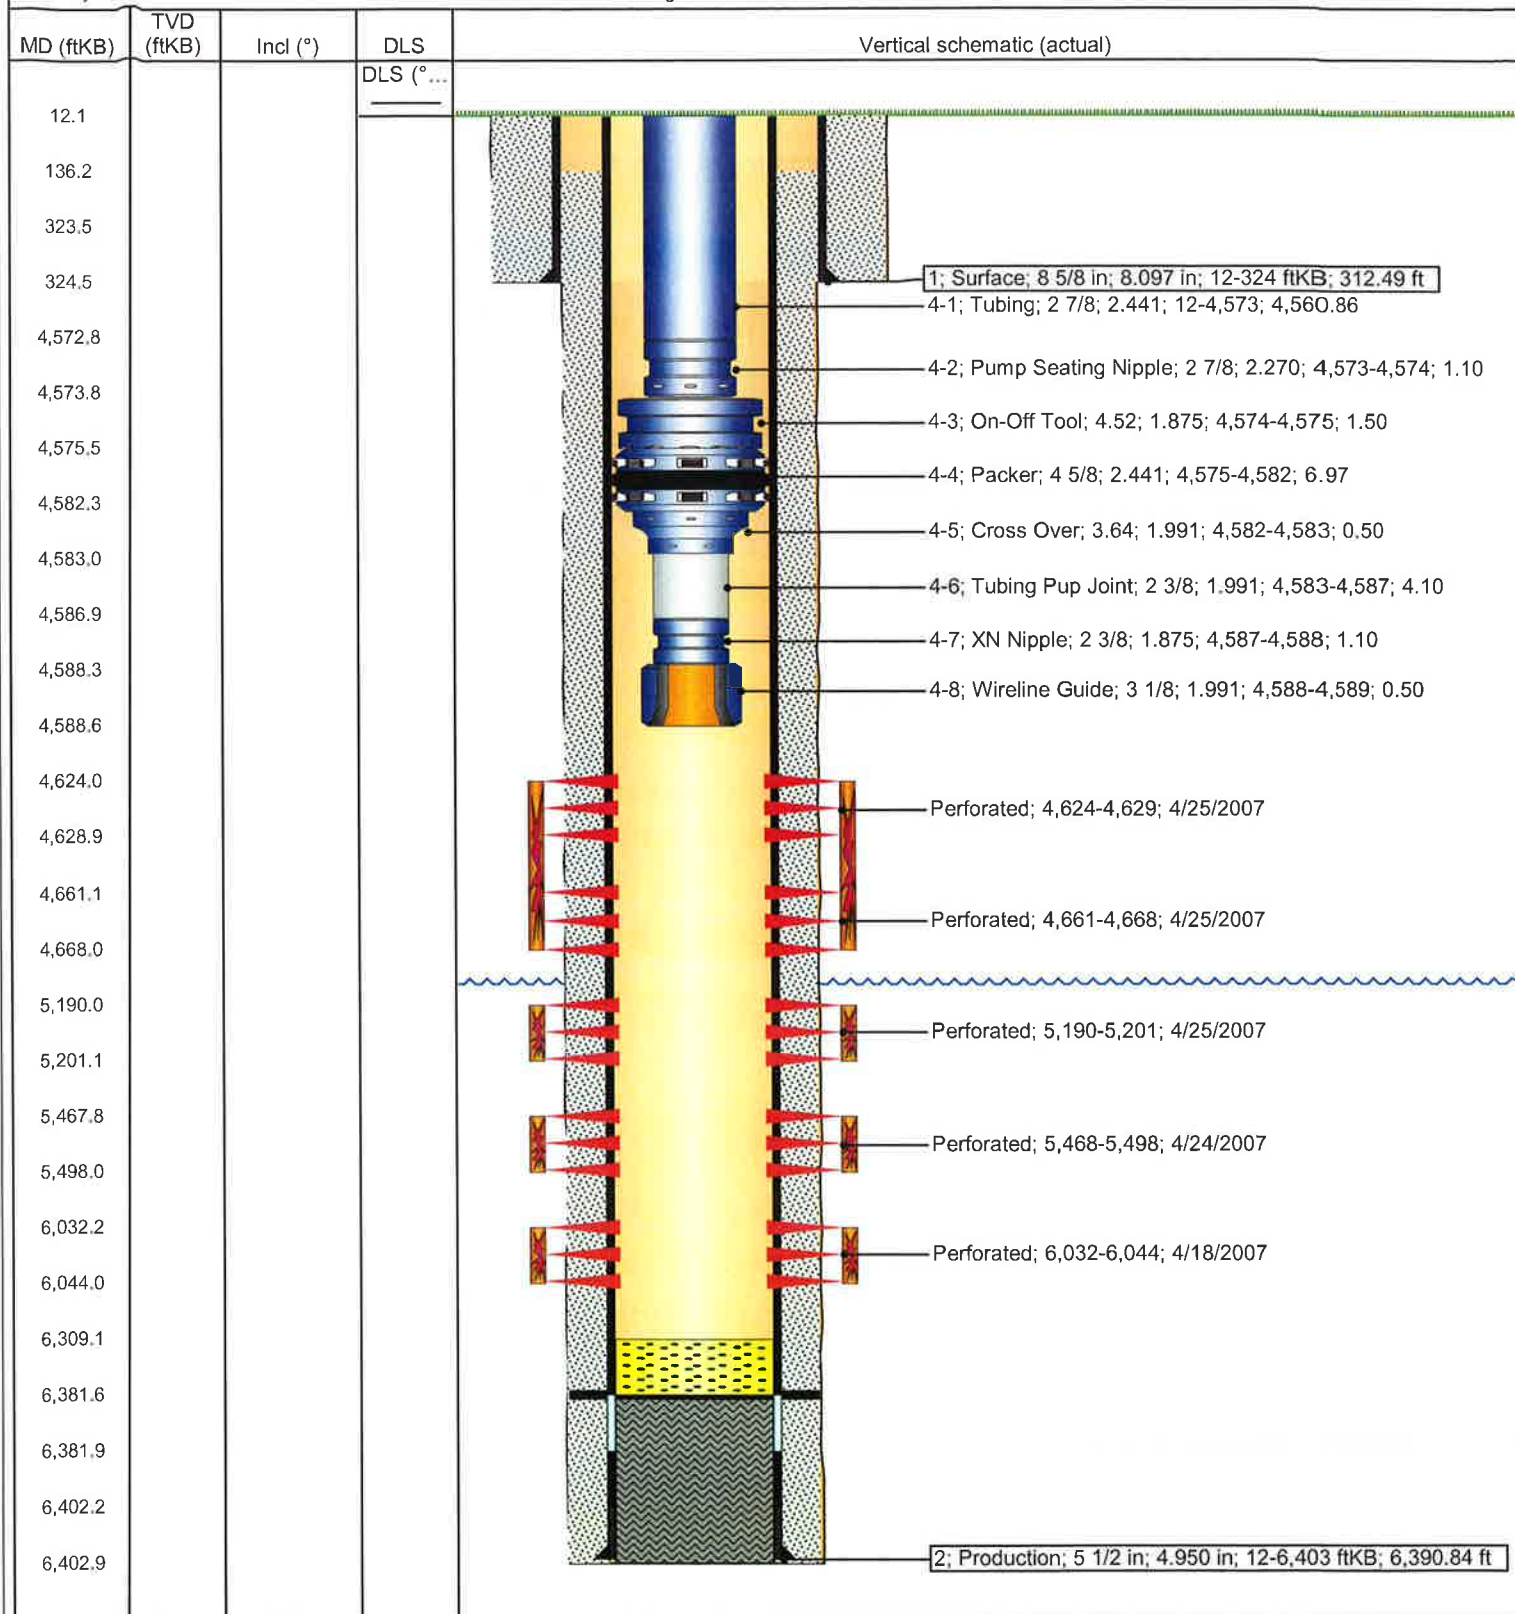 TVD
MD (ftKB) (ftKB) Incl (°) DLS Vertical schematic (actual)
DLS (°...
12.1
136.2
323.5
324.5
1; Surface; 8 5/8 in; 8.097 in; 12-324 ftKB; 312.49 ft
4-1; Tubing; 2 7/8; 2.441; 12-4,573; 4,560.86
4,572.8
4-2; Pump Seating Nipple; 2 7/8; 2.270; 4,573-4,574; 1.10
4,573.8
4-3; On-Off Tool; 4.52; 1.875; 4,574-4,575; 1.50
4,575.5
4-4; Packer; 4 5/8; 2.441; 4,575-4,582; 6.97
4,582.3
4-5; Cross Over; 3.64; 1.991; 4,582-4,583; 0.50
4,583.0
4-6; Tubing Pup Joint; 2 3/8; 1.991; 4,583-4,587; 4.10
4,586.9
4-7; XN Nipple; 2 3/8; 1.875; 4,587-4,588; 1.10
4,588.3
4-8; Wireline Guide; 3 1/8; 1.991; 4,588-4,589; 0.50
4,588.6
4,624.0
Perforated; 4,624-4,629; 4/25/2007
4,628.9
4,661.1
Perforated; 4,661-4,668; 4/25/2007
4,668.0
5,190.0
Perforated; 5,190-5,201; 4/25/2007
5,201.1
5,467.8
Perforated; 5,468-5,498; 4/24/2007
5,498.0
6,032.2
Perforated; 6,032-6,044; 4/18/2007
6,044.0
6,309.1
6,381.6
6,381.9
6,402.2
6,402.9
2; Production; 5 1/2 in; 4.950 in; 12-6,403 ftKB; 6,390.84 ft